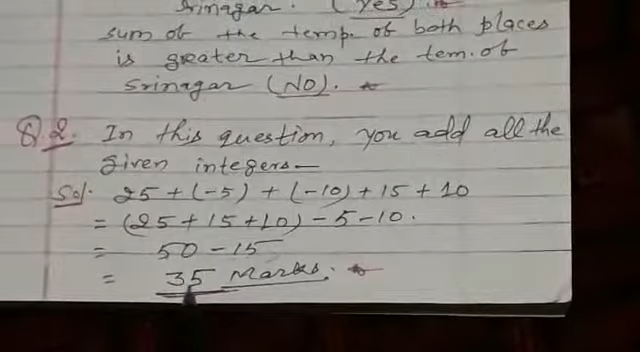 Srinagar. (Yes).
sum of the temp. of both places
is greater than the tem. of
Srinagar (NO).
Q.2. In this question, you add all the
given integers—
Sol. 25 + (-5) + (-10) + 15 + 10
= (25 + 15 + 10) - 5 - 10.
= 50 - 15
= 35 Marks.